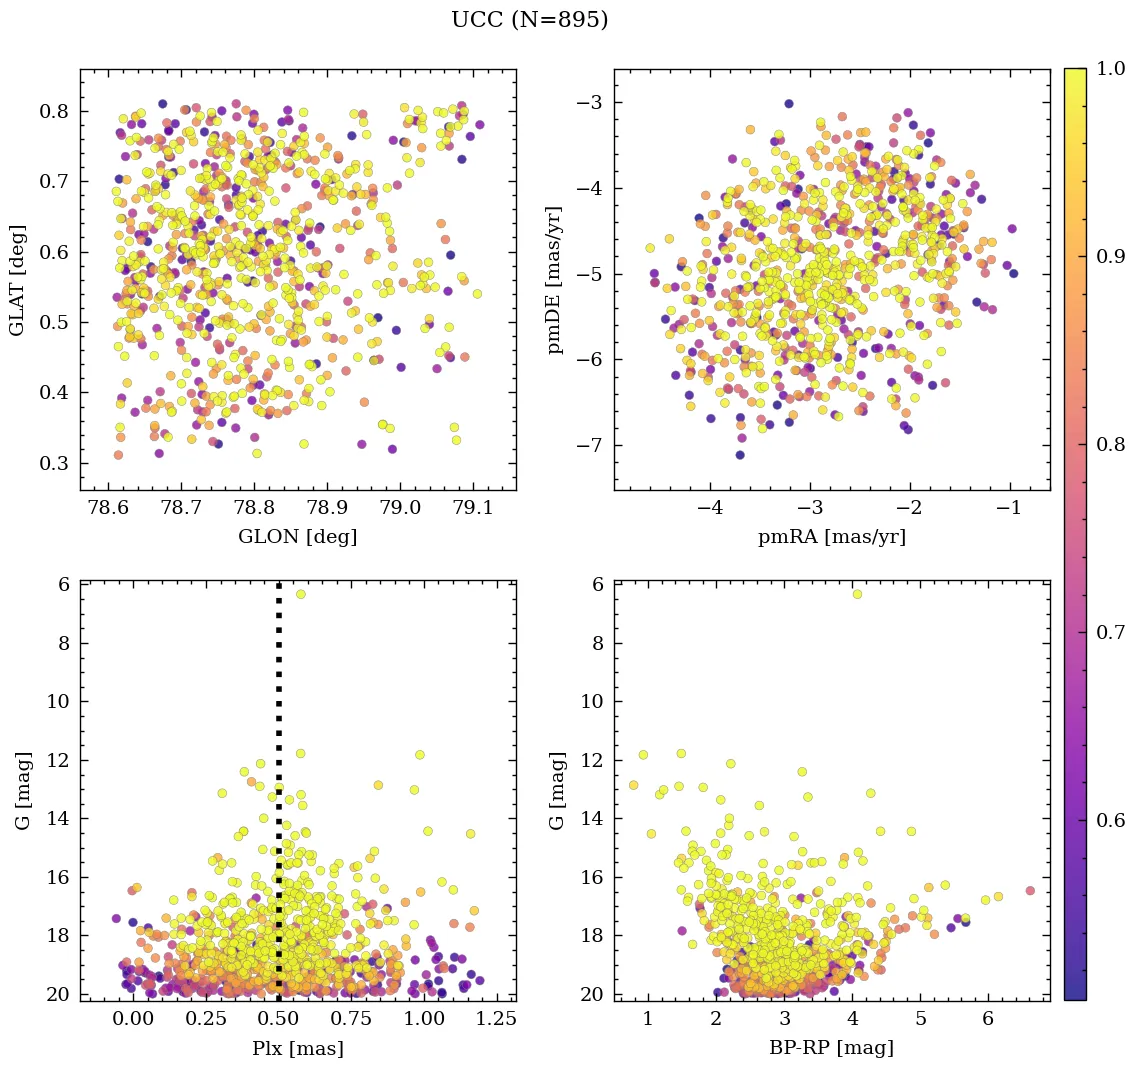 UCC (N=895)
0.8
0.7
0.6
0.5
0.4
0.3
GLAT [deg]
78.6 78.7 78.8 78.9 79.0 79.1
GLON [deg]
−3
−4
−5
−6
−7
pmDE [mas/yr]
−4 −3 −2 −1
pmRA [mas/yr]
1.0
0.9
0.8
0.7
0.6
6
8
10
12
14
16
18
20
G [mag]
0.00 0.25 0.50 0.75 1.00 1.25
Plx [mas]
6
8
10
12
14
16
18
20
G [mag]
1 2 3 4 5 6
BP-RP [mag]